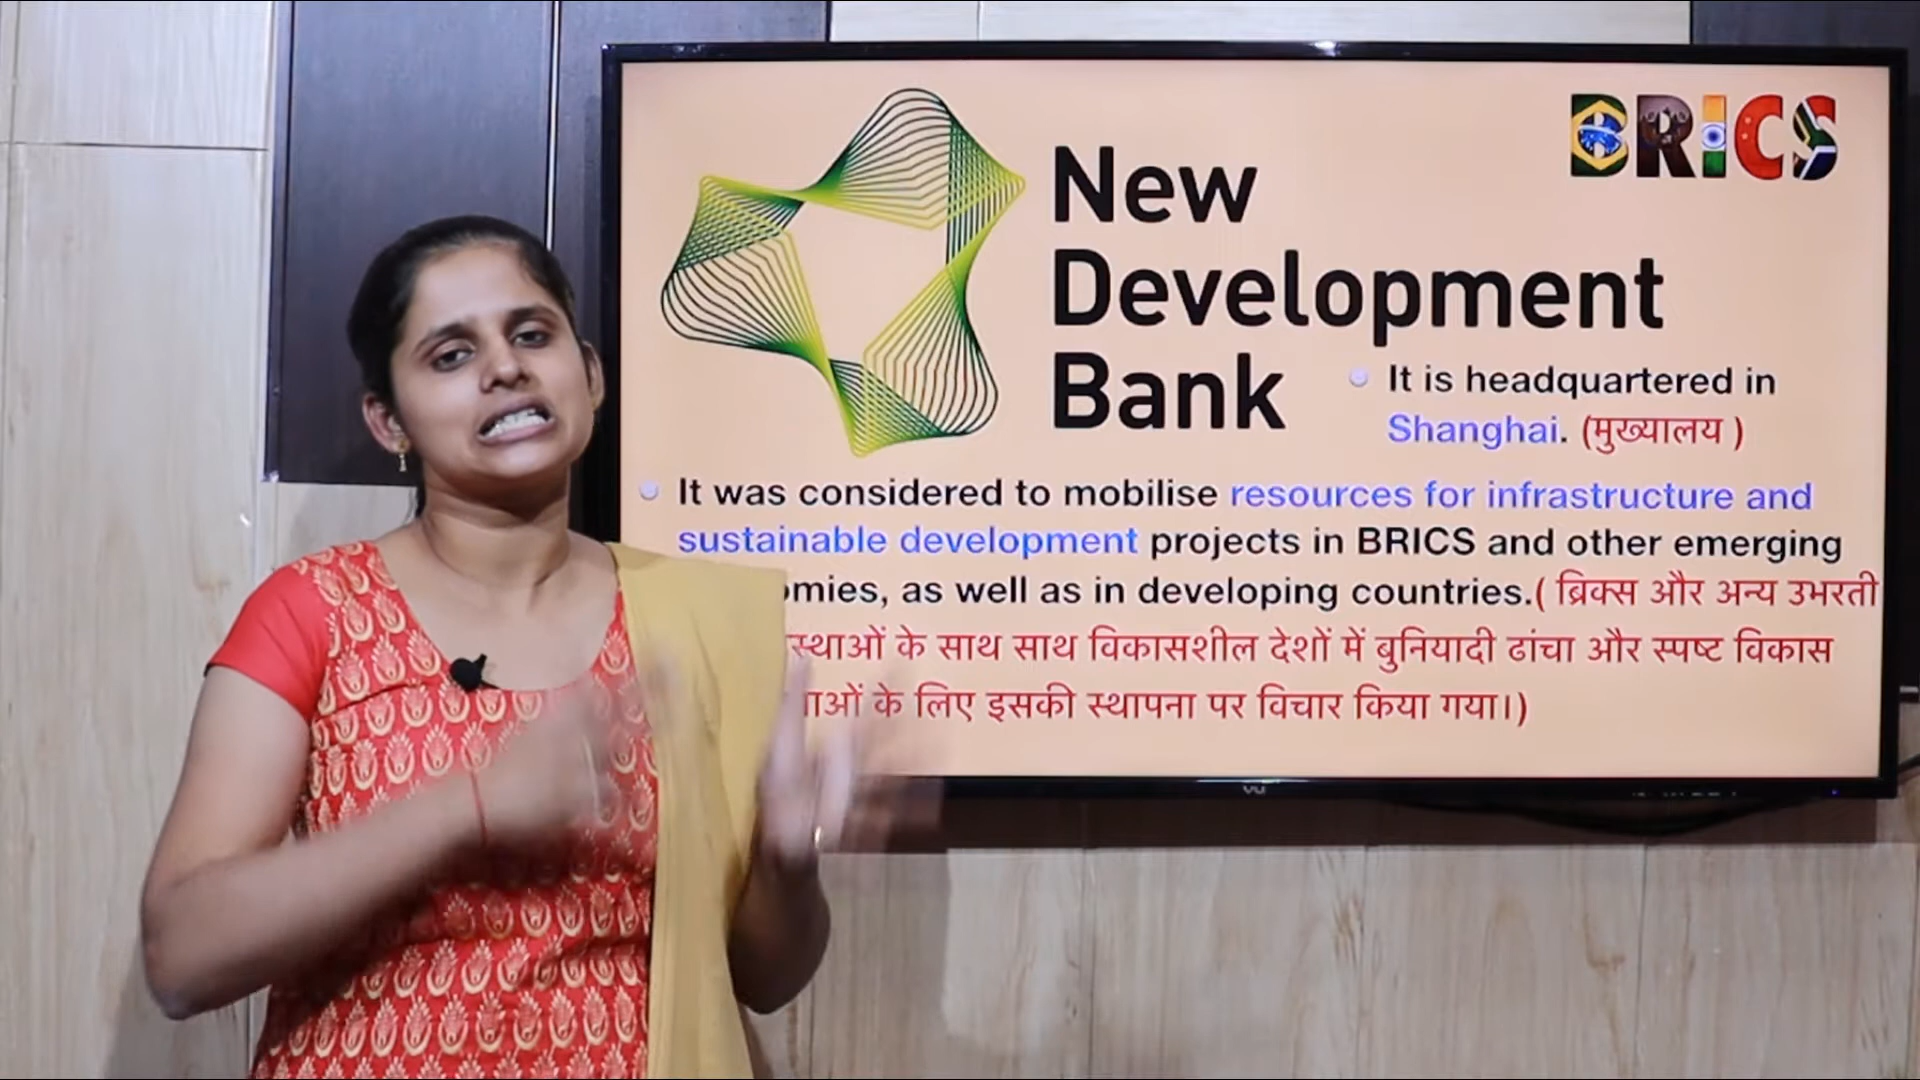 BRICS
New
Development
Bank
It is headquartered in
Shanghai. (मुख्यालय )
It was considered to mobilise resources for infrastructure and
sustainable development projects in BRICS and other emerging
omies, as well as in developing countries.( ब्रिक्स और अन्य उभरती
स्थाओं के साथ साथ विकासशील देशों में बुनियादी ढांचा और स्पष्ट विकास
ाओं के लिए इसकी स्थापना पर विचार किया गया।)
VU